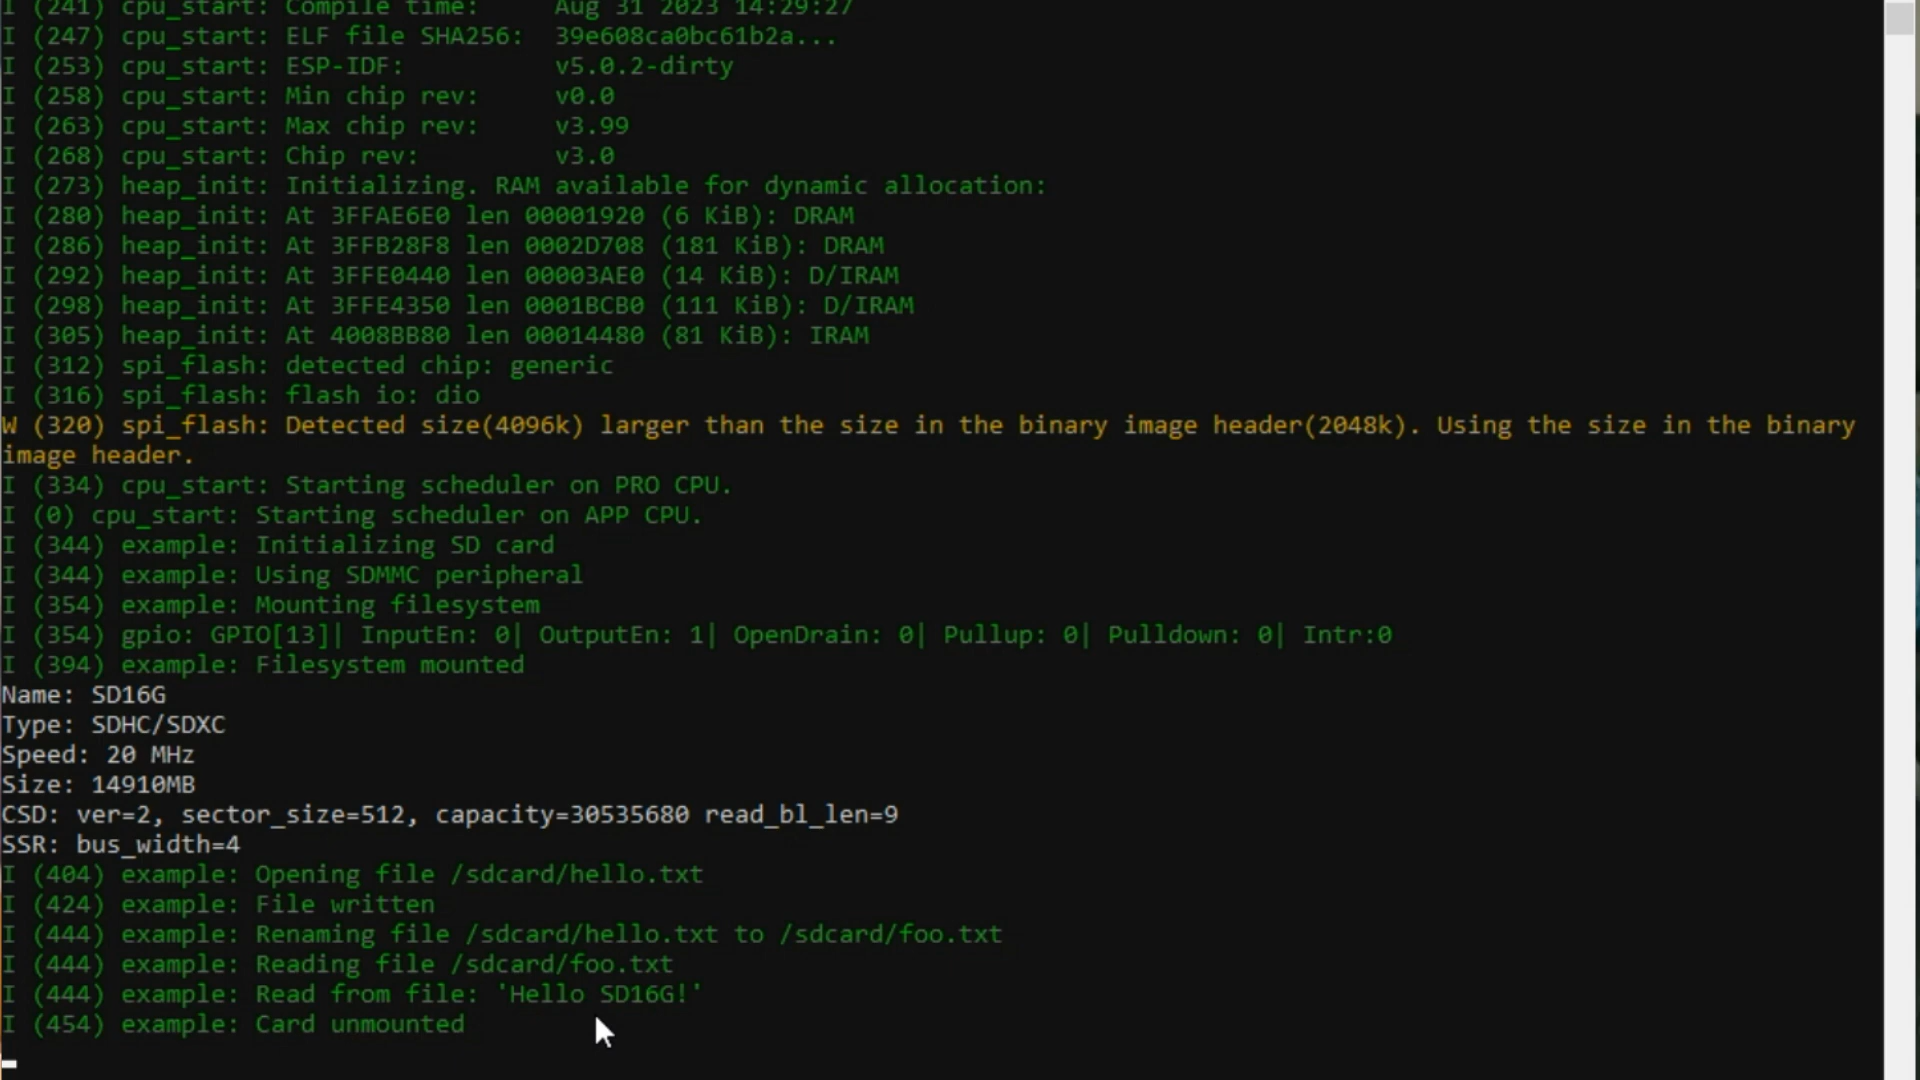 I (241) cpu_start: Compile time:     Aug 31 2023 14:29:27
I (247) cpu_start: ELF file SHA256:  39e608ca0bc61b2a...
I (253) cpu_start: ESP-IDF:          v5.0.2-dirty
I (258) cpu_start: Min chip rev:     v0.0
I (263) cpu_start: Max chip rev:     v3.99
I (268) cpu_start: Chip rev:         v3.0
I (273) heap_init: Initializing. RAM available for dynamic allocation:
I (280) heap_init: At 3FFAE6E0 len 00001920 (6 KiB): DRAM
I (286) heap_init: At 3FFB28F8 len 0002D708 (181 KiB): DRAM
I (292) heap_init: At 3FFE0440 len 00003AE0 (14 KiB): D/IRAM
I (298) heap_init: At 3FFE4350 len 0001BCB0 (111 KiB): D/IRAM
I (305) heap_init: At 4008BB80 len 00014480 (81 KiB): IRAM
I (312) spi_flash: detected chip: generic
I (316) spi_flash: flash io: dio
W (320) spi_flash: Detected size(4096k) larger than the size in the binary image header(2048k). Using the size in the binary
image header.
I (334) cpu_start: Starting scheduler on PRO CPU.
I (0) cpu_start: Starting scheduler on APP CPU.
I (344) example: Initializing SD card
I (344) example: Using SDMMC peripheral
I (354) example: Mounting filesystem
I (354) gpio: GPIO[13]| InputEn: 0| OutputEn: 1| OpenDrain: 0| Pullup: 0| Pulldown: 0| Intr:0
I (394) example: Filesystem mounted
Name: SD16G
Type: SDHC/SDXC
Speed: 20 MHz
Size: 14910MB
CSD: ver=2, sector_size=512, capacity=30535680 read_bl_len=9
SSR: bus_width=4
I (404) example: Opening file /sdcard/hello.txt
I (424) example: File written
I (444) example: Renaming file /sdcard/hello.txt to /sdcard/foo.txt
I (444) example: Reading file /sdcard/foo.txt
I (444) example: Read from file: 'Hello SD16G!'
I (454) example: Card unmounted